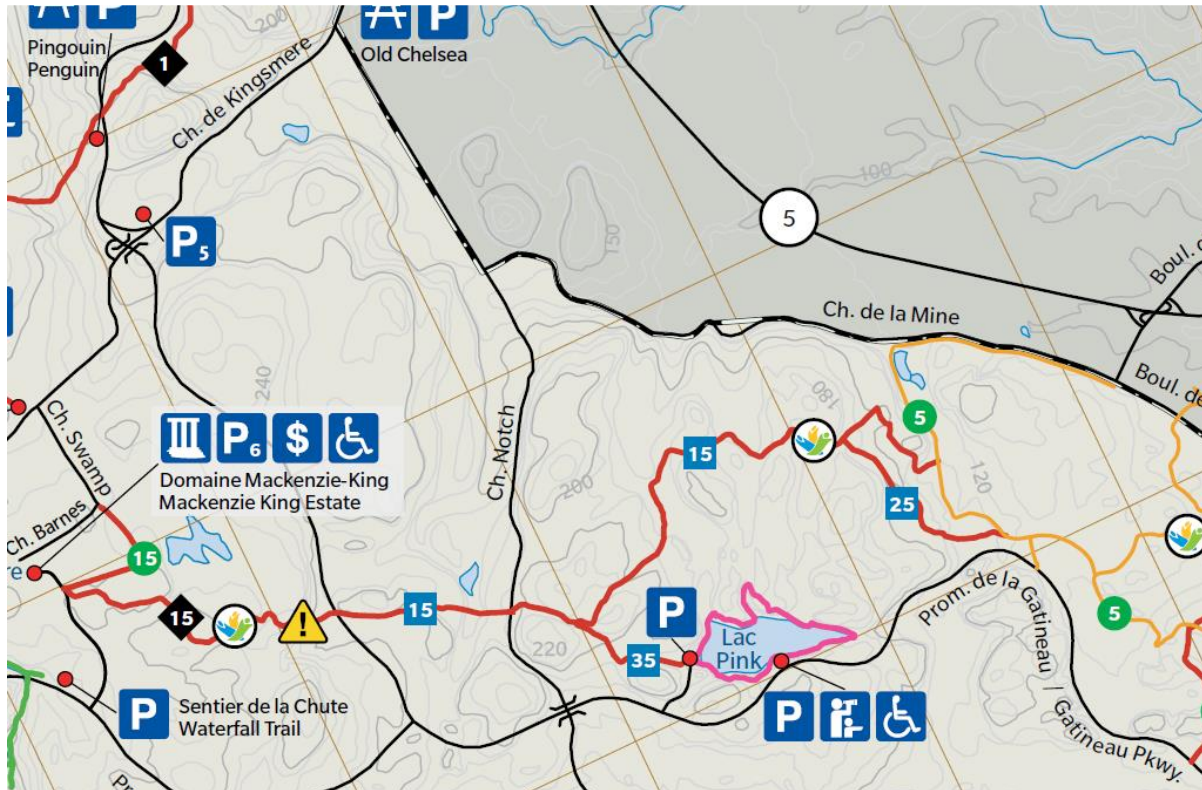 P
Pingouin
Penguin
1
200
P
Old Chelsea
Ch. de Kingsmere
P5
100
5
150
Boul. d
Ch. de la Mine
Boul. de
240
Ch. Swamp
P6 $
Domaine Mackenzie-King
Mackenzie King Estate
Ch. Notch
180
15
5
200
120
25
Ch. Barnes
re
15
15
!
15
Prom. de la Gatineau / Gatineau Pkwy.
5
P
Lac
Pink
220
35
P
Sentier de la Chute
Waterfall Trail
P
150